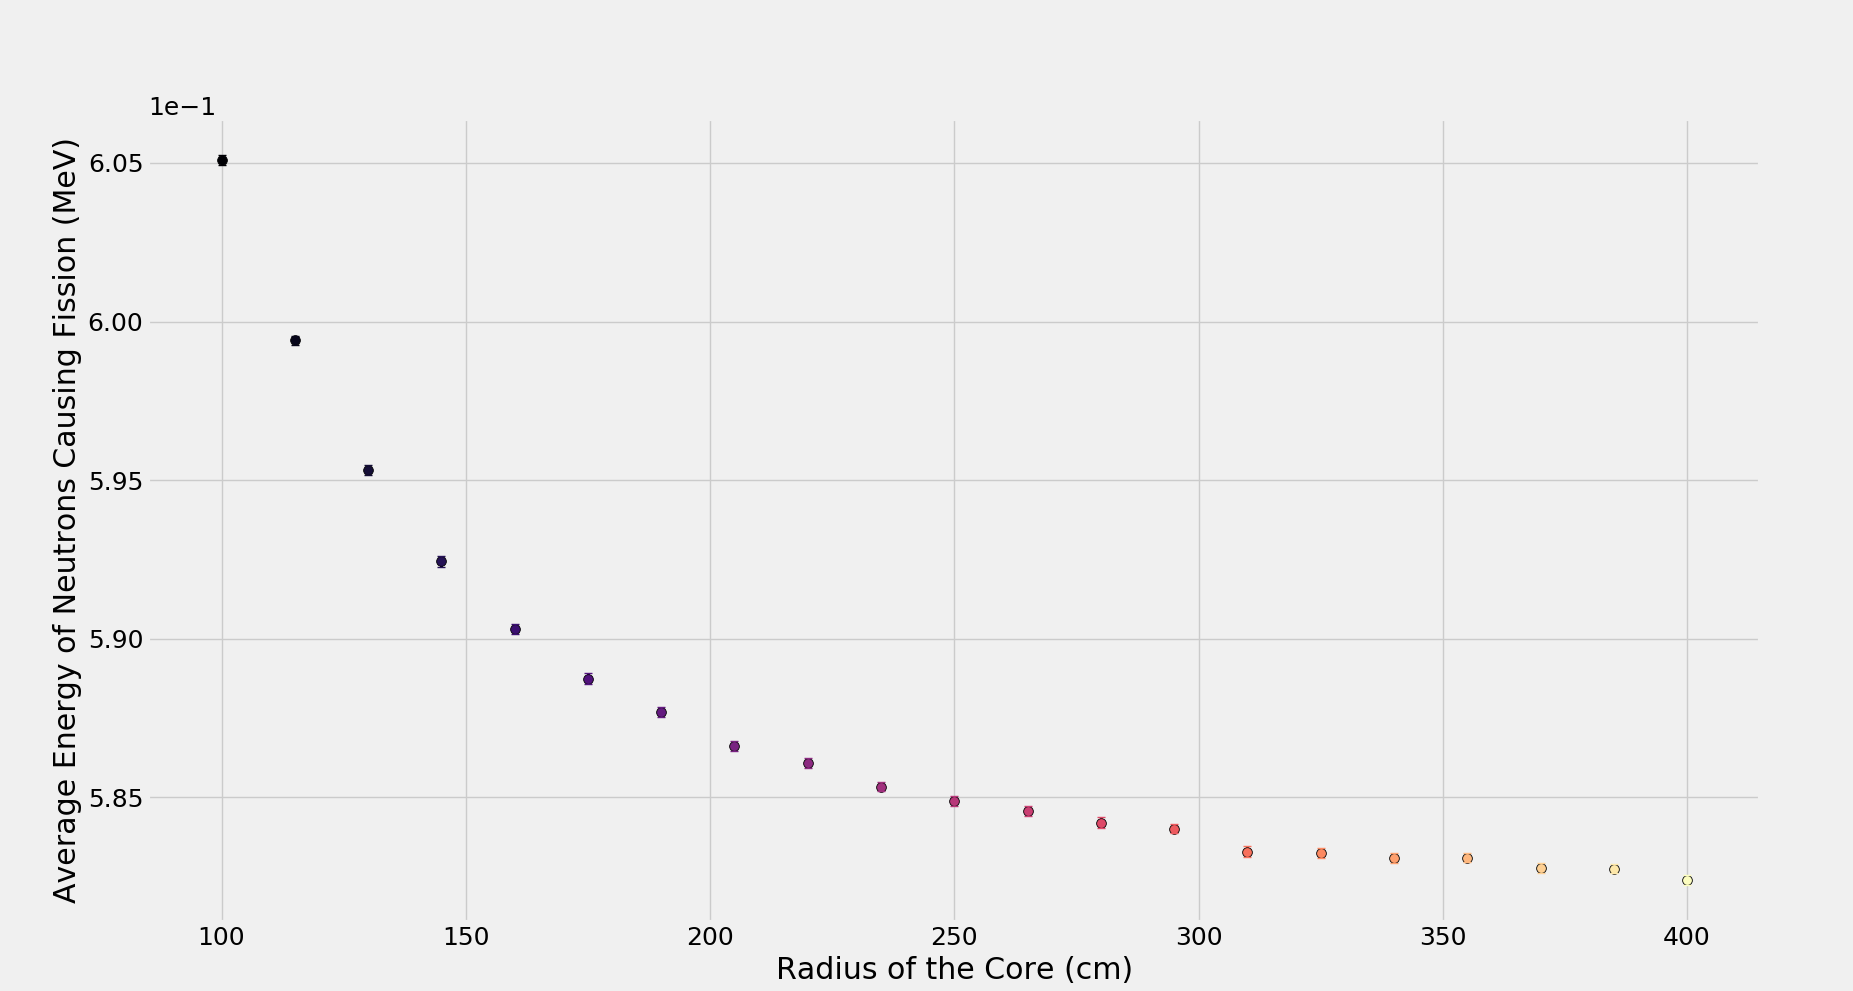 1e−1
Average Energy of Neutrons Causing Fission (MeV)
6.05
6.00
5.95
5.90
5.85
100 150 200 250 300 350 400
Radius of the Core (cm)